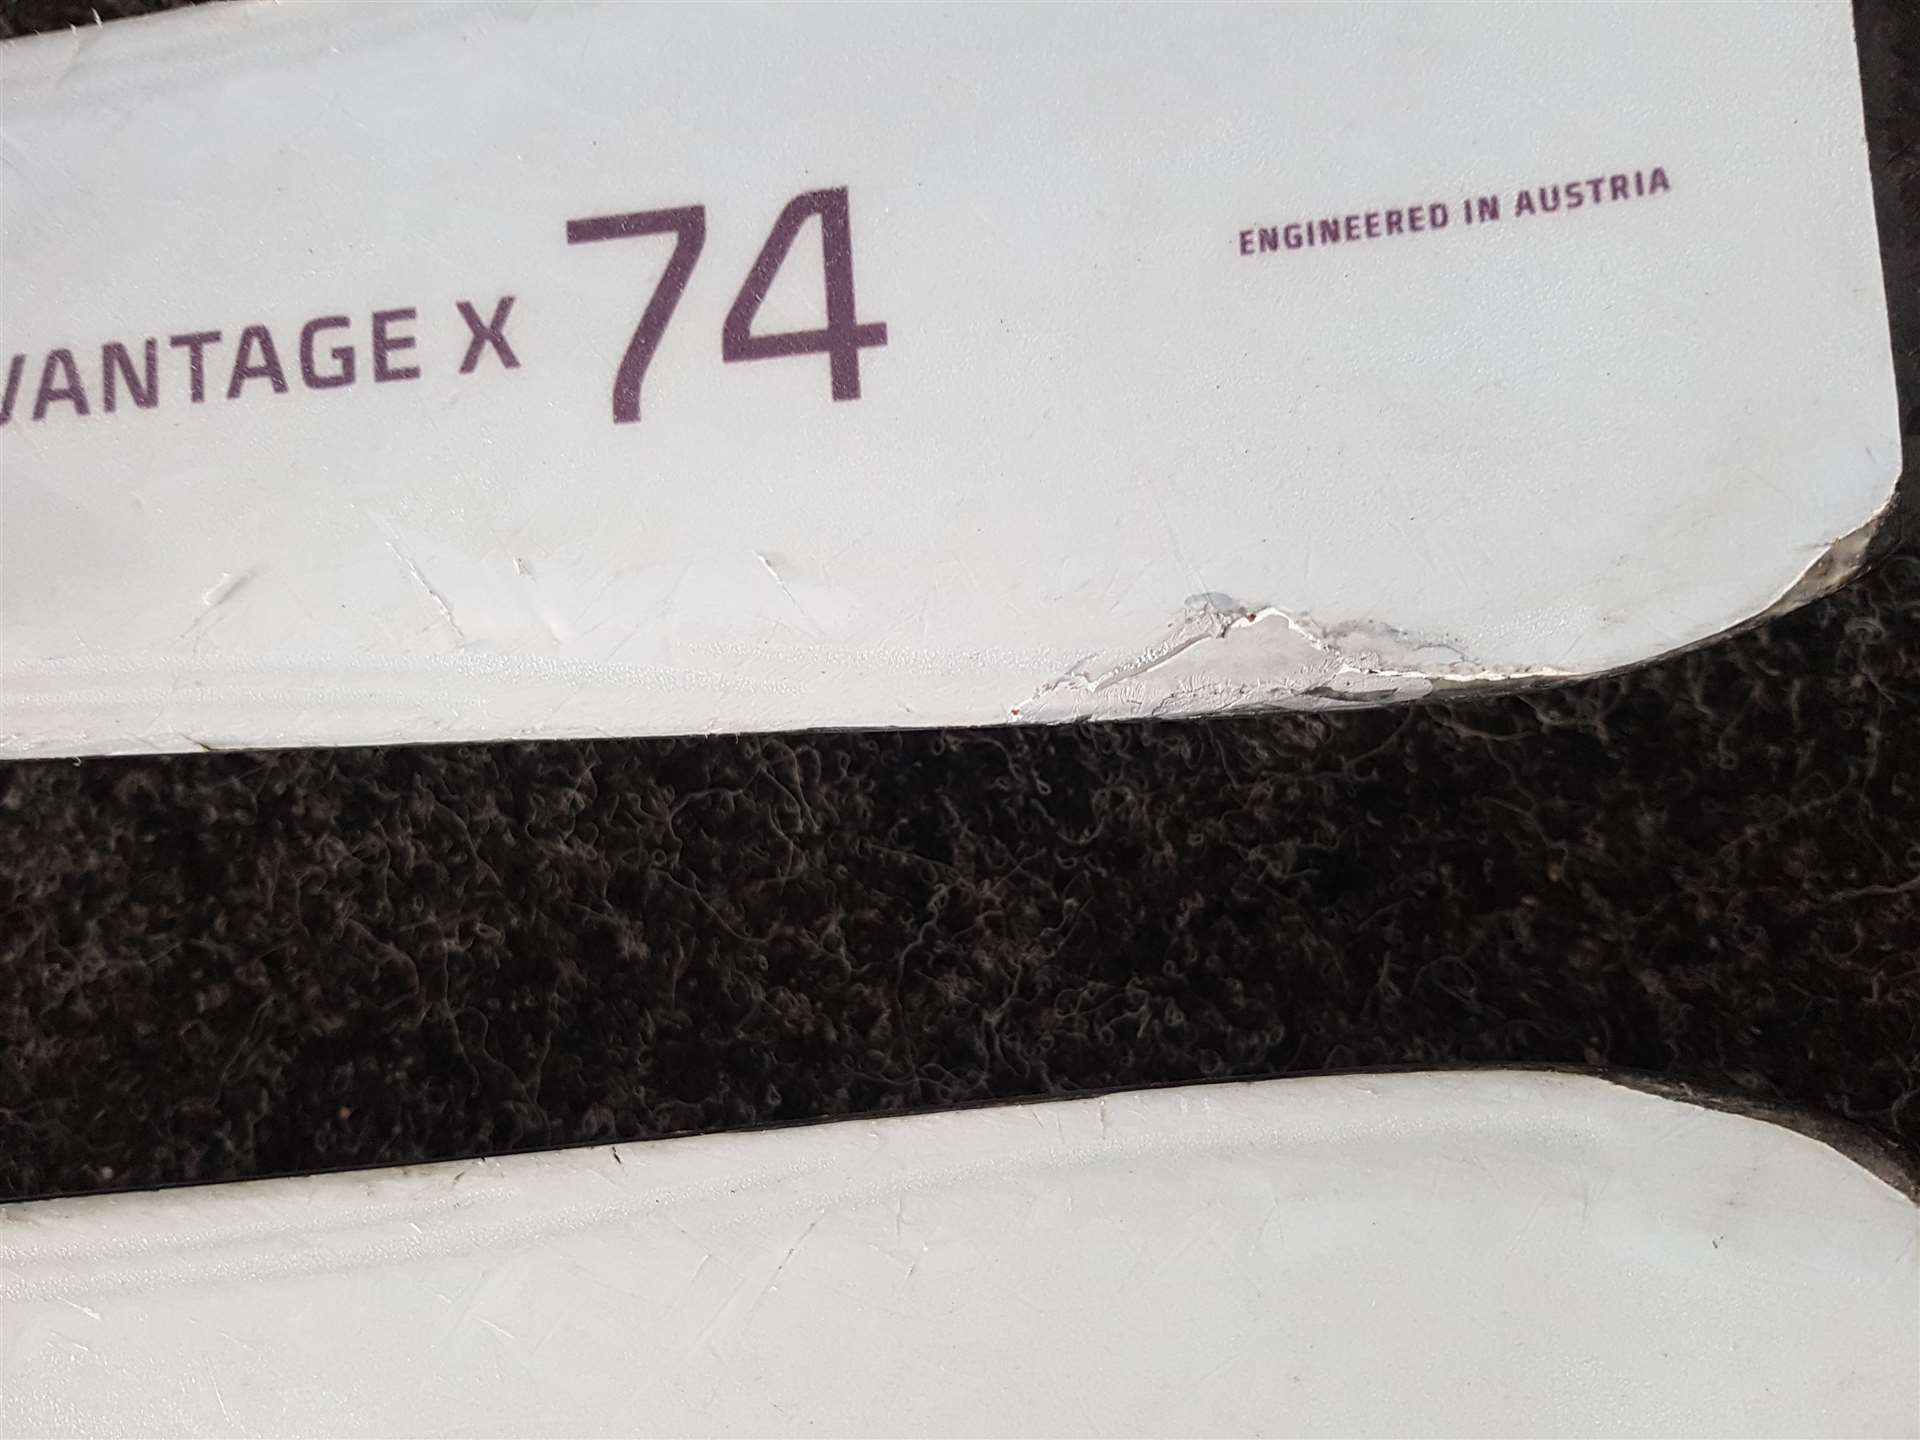 VANTAGE X 74
ENGINEERED IN AUSTRIA